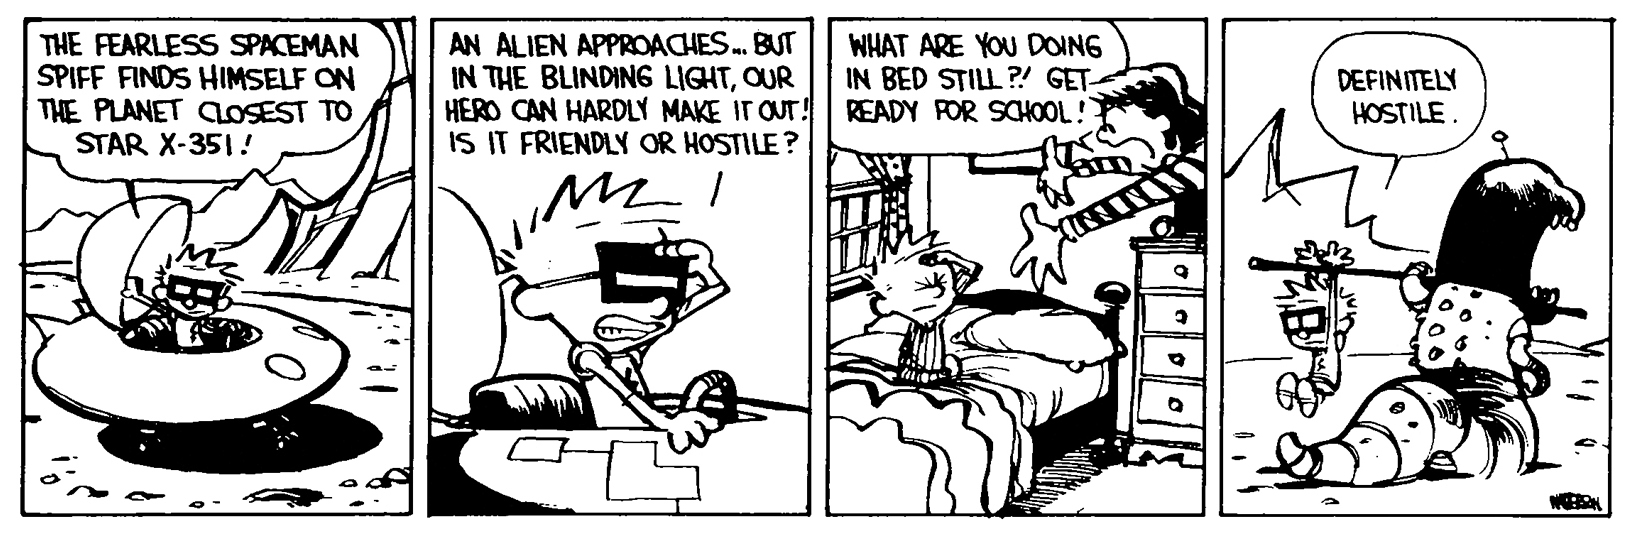 THE FEARLESS SPACEMAN
SPIFF FINDS HIMSELF ON
THE PLANET CLOSEST TO
STAR X-351!
AN ALIEN APPROACHES... BUT
IN THE BLINDING LIGHT, OUR
HERO CAN HARDLY MAKE IT OUT!
IS IT FRIENDLY OR HOSTILE?
WHAT ARE YOU DOING
IN BED STILL?! GET
READY FOR SCHOOL!
DEFINITELY
HOSTILE.
WATTERSON